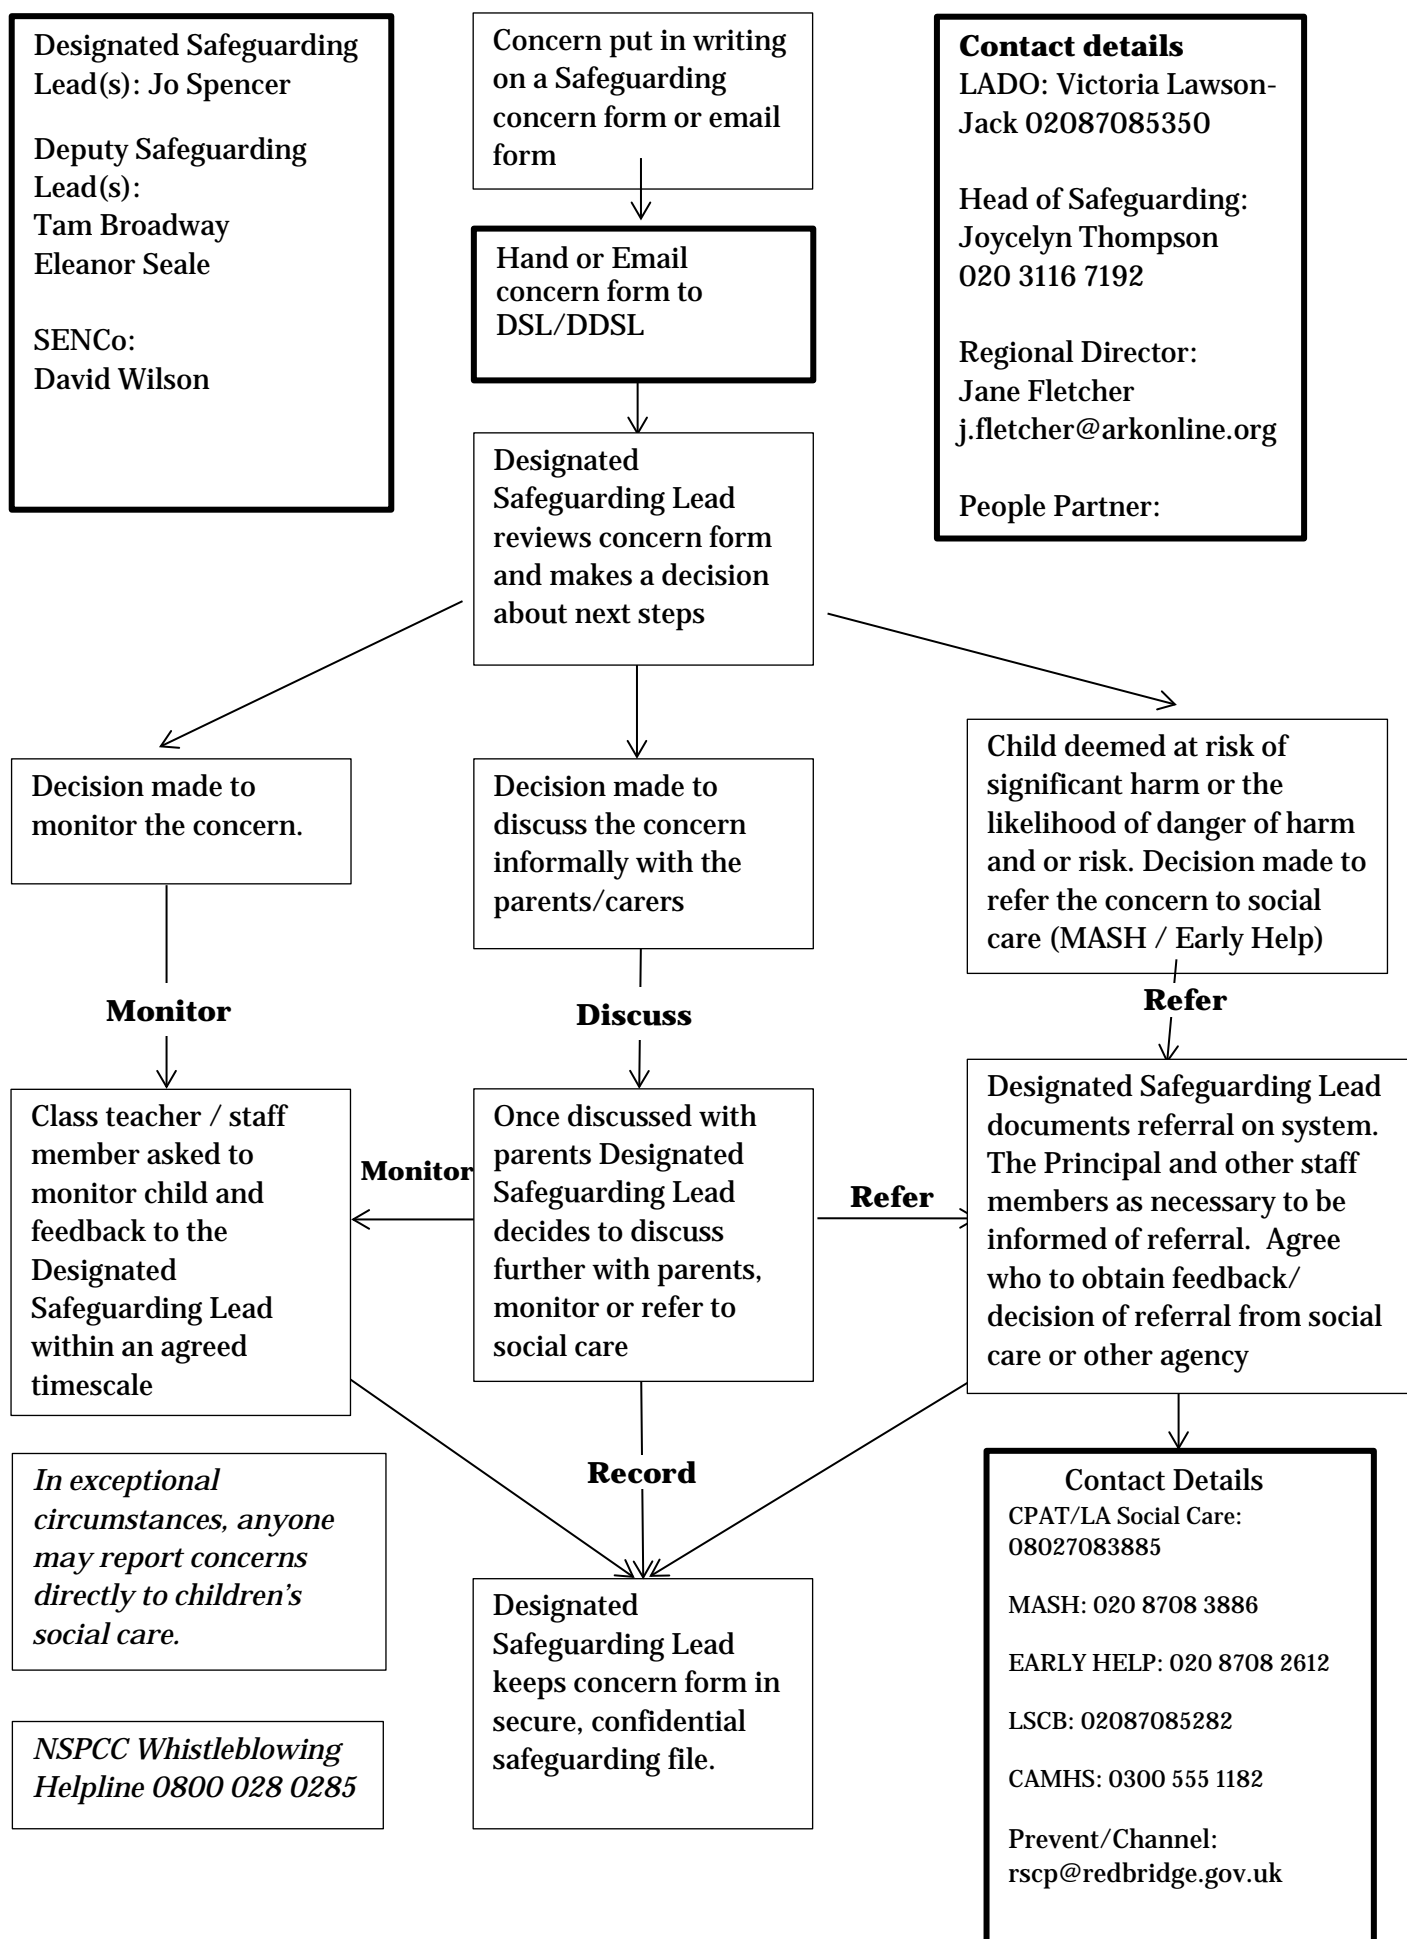 Designated Safeguarding
Lead(s): Jo Spencer
Deputy Safeguarding
Lead(s):
Tam Broadway
Eleanor Seale
SENCo:
David Wilson
Concern put in writing
on a Safeguarding
concern form or email
form
Contact details
LADO: Victoria Lawson-
Jack 02087085350
Head of Safeguarding:
Joycelyn Thompson
020 3116 7192
Regional Director:
Jane Fletcher
j.fletcher@arkonline.org
People Partner:
Hand or Email
concern form to
DSL/DDSL
Designated
Safeguarding Lead
reviews concern form
and makes a decision
about next steps
Decision made to
monitor the concern.
Decision made to
discuss the concern
informally with the
parents/carers
Child deemed at risk of
significant harm or the
likelihood of danger of harm
and or risk. Decision made to
refer the concern to social
care (MASH / Early Help)
Monitor
Discuss
Refer
Class teacher / staff
member asked to
monitor child and
feedback to the
Designated
Safeguarding Lead
within an agreed
timescale
Monitor
Once discussed with
parents Designated
Safeguarding Lead
decides to discuss
further with parents,
monitor or refer to
social care
Refer
Designated Safeguarding Lead
documents referral on system.
The Principal and other staff
members as necessary to be
informed of referral.  Agree
who to obtain feedback/
decision of referral from social
care or other agency
In exceptional
circumstances, anyone
may report concerns
directly to children's
social care.
Record
Contact Details
CPAT/LA Social Care:
08027083885
MASH: 020 8708 3886
EARLY HELP: 020 8708 2612
LSCB: 02087085282
CAMHS: 0300 555 1182
Prevent/Channel:
rscp@redbridge.gov.uk
Designated
Safeguarding Lead
keeps concern form in
secure, confidential
safeguarding file.
NSPCC Whistleblowing
Helpline 0800 028 0285